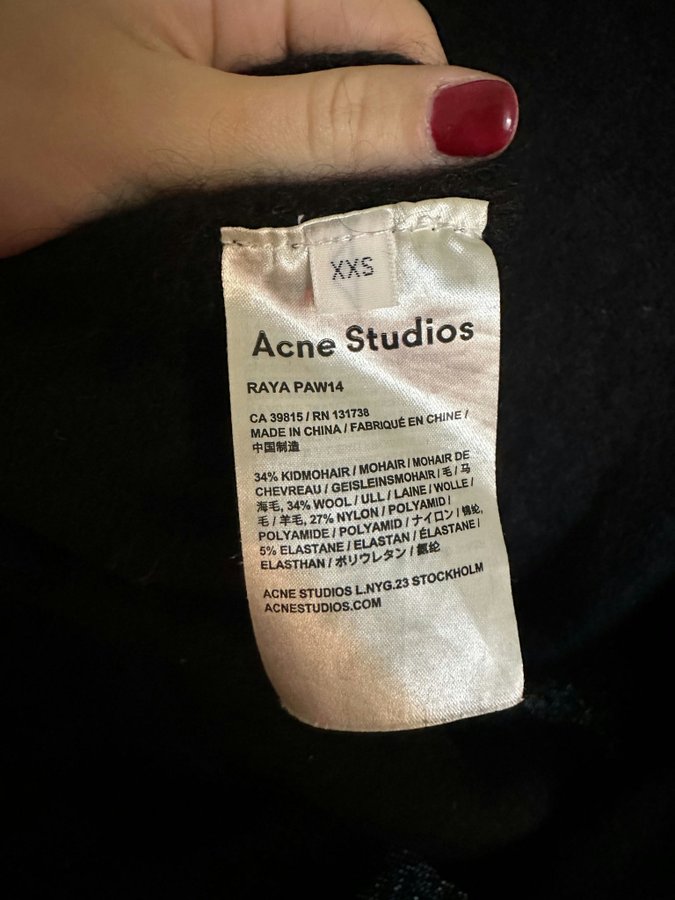 XXS
Acne Studios
RAYA PAW14
CA 39815 / RN 131738
MADE IN CHINA / FABRIQUÉ EN CHINE /
中国制造
34% KIDMOHAIR / MOHAIR / MOHAIR DE
CHEVREAU / GEISLEINSMOHAIR / 毛 / 马
海毛, 34% WOOL / ULL / LAINE / WOLLE /
毛 / 羊毛, 27% NYLON / POLYAMID /
POLYAMIDE / POLYAMID / ナイロン / 锦纶,
5% ELASTANE / ELASTAN / ÉLASTANE /
ELASTHAN / ポリウレタン / 氨纶
ACNE STUDIOS L.NYG.23 STOCKHOLM
ACNESTUDIOS.COM